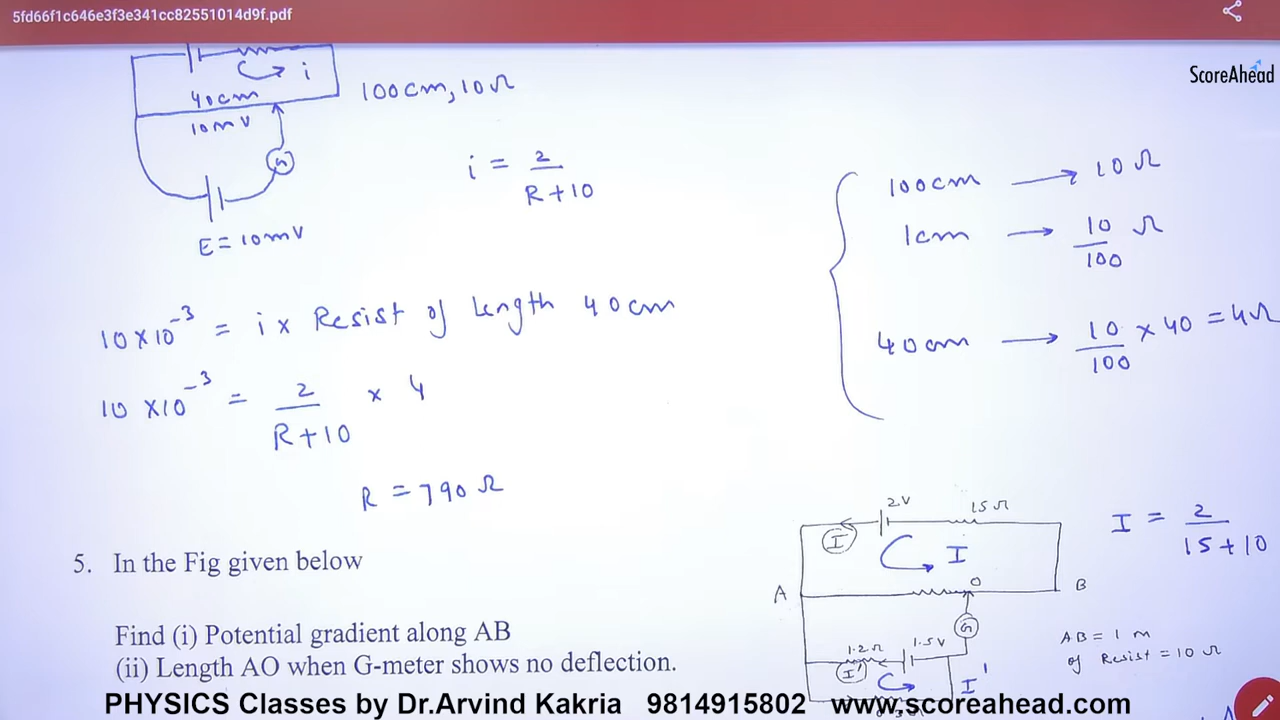 5fd66f1c646e3f3e341cc82551014d9f.pdf
ScoreAhead
i
40cm
10mV
100cm, 10Ω
G
E = 10mV
i = 2 / (R + 10)
100cm → 10Ω
1cm → 10/100 Ω
40cm → 10/100 × 40 = 4Ω
10×10⁻³ = i × Resist of length 40cm
10×10⁻³ = 2/(R+10) × 4
R = 790Ω
2V
15Ω
I
I
I = 2/(15+10)
A
O
B
G
1.2Ω
1.5V
I'
I'
AB = 1 m
of Resist = 10Ω
5. In the Fig given below
Find (i) Potential gradient along AB
(ii) Length AO when G-meter shows no deflection.
PHYSICS Classes by Dr.Arvind Kakria 9814915802 www.scoreahead.com